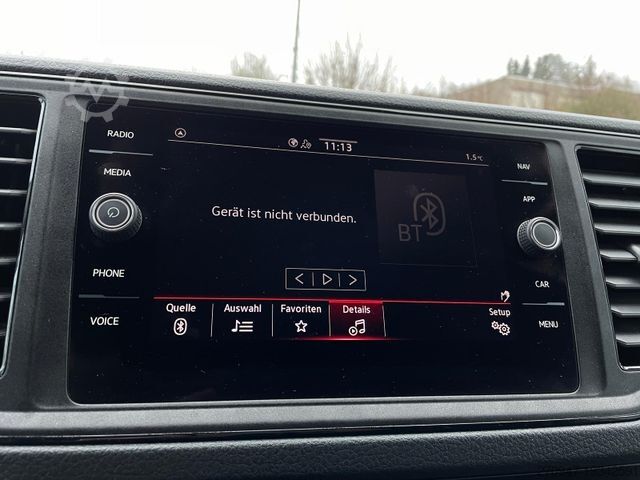 RADIO
MEDIA
PHONE
VOICE
11:13
1.5°C
Gerät ist nicht verbunden.
BT
Quelle
Auswahl
Favoriten
Details
Setup
NAV
APP
CAR
MENU